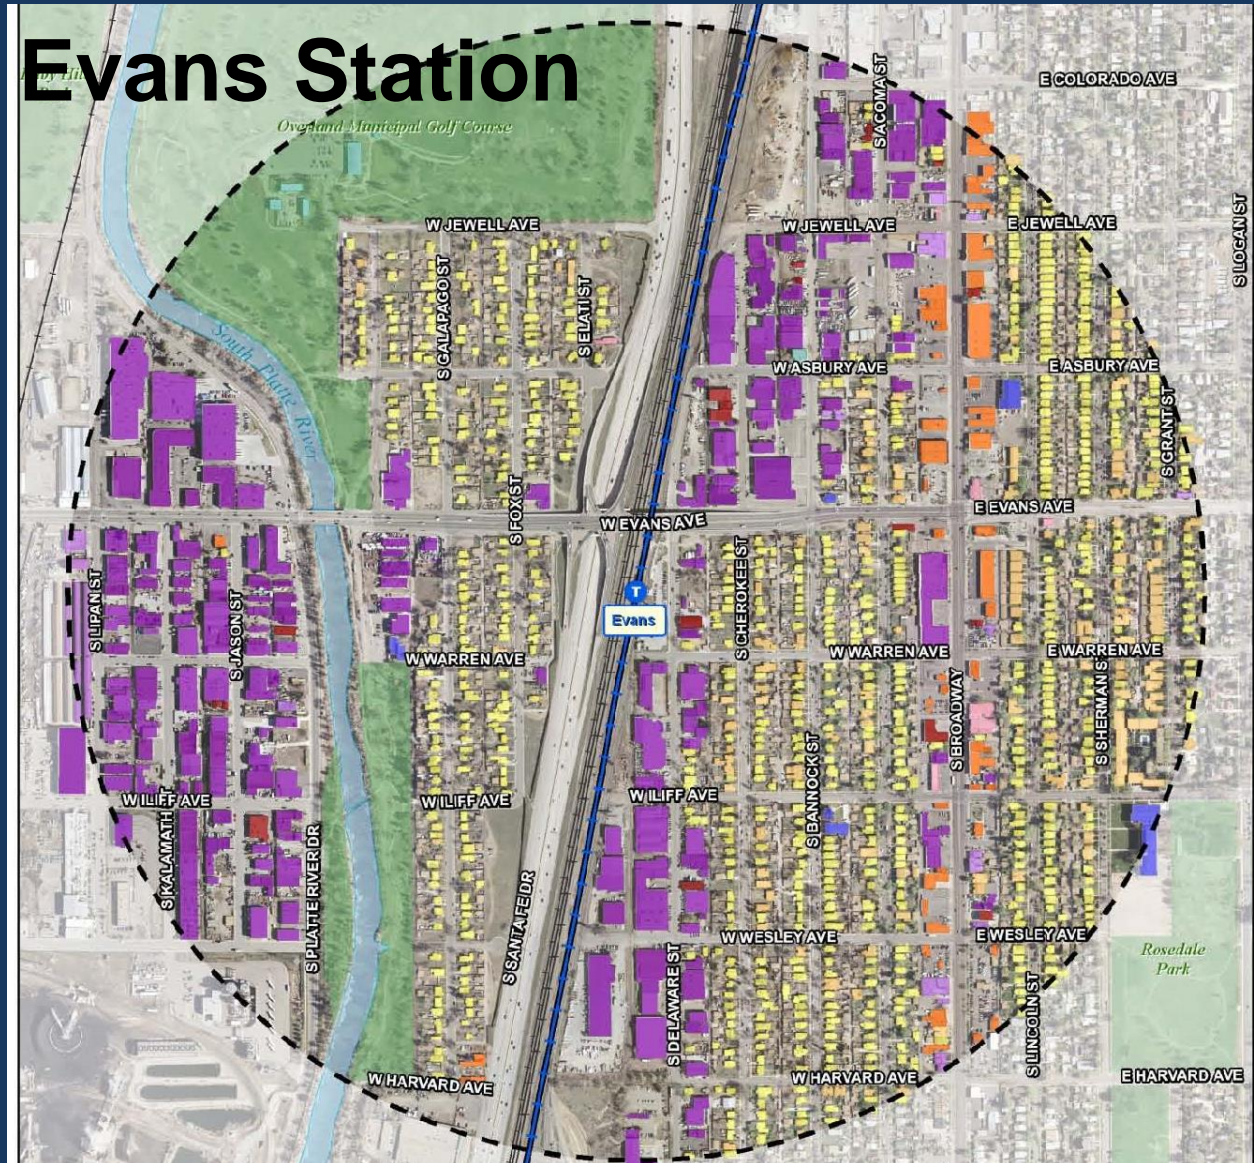 Evans Station
E COLORADO AVE
S ACOMA ST
Overland Municipal Golf Course
S LOGAN ST
W JEWELL AVE
W JEWELL AVE
E JEWELL AVE
S GALAPAGO ST
S ELATI ST
South Platte River
W ASBURY AVE
E ASBURY AVE
S GRANT ST
S FOX ST
W EVANS AVE
E EVANS AVE
S CHEROKEE ST
S LIPAN ST
S JASON ST
T
Evans
W WARREN AVE
W WARREN AVE
E WARREN AVE
S SHERMAN ST
S BROADWAY
S BANNOCK ST
W ILIFF AVE
W ILIFF AVE
W ILIFF AVE
S KALAMATH ST
S PLATTE RIVER DR
S SANTA FE DR
W WESLEY AVE
E WESLEY AVE
Rosedale
Park
S DELAWARE ST
S LINCOLN ST
W HARVARD AVE
W HARVARD AVE
E HARVARD AVE